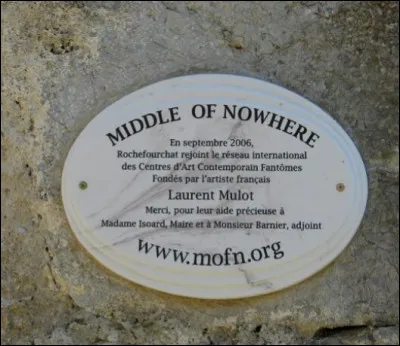 MIDDLE OF NOWHERE
En septembre 2006,
Rochefourchat rejoint le réseau international
des Centres d'Art Contemporain Fantômes
Fondés par l'artiste français
Laurent Mulot
Merci, pour leur aide précieuse à
Madame Isoard, Maire et à Monsieur Barnier, adjoint
www.mofn.org